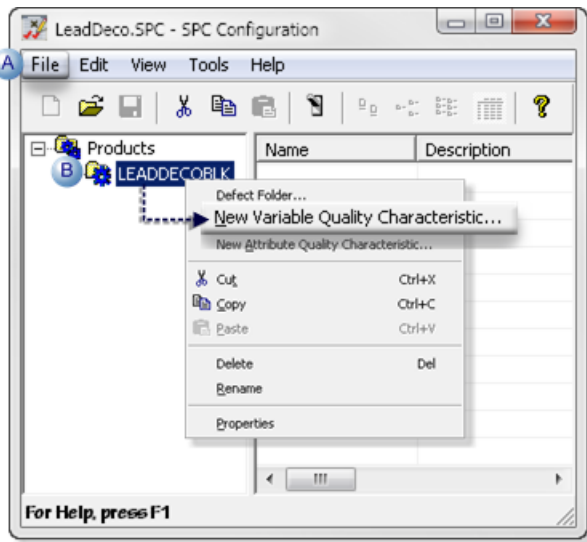 LeadDeco.SPC - SPC Configuration
A File Edit View Tools Help
Products
Name Description
B LEADDECOBLK
Defect Folder...
New Variable Quality Characteristic...
New Attribute Quality Characteristic...
Cut Ctrl+X
Copy Ctrl+C
Paste Ctrl+V
Delete Del
Rename
Properties
For Help, press F1